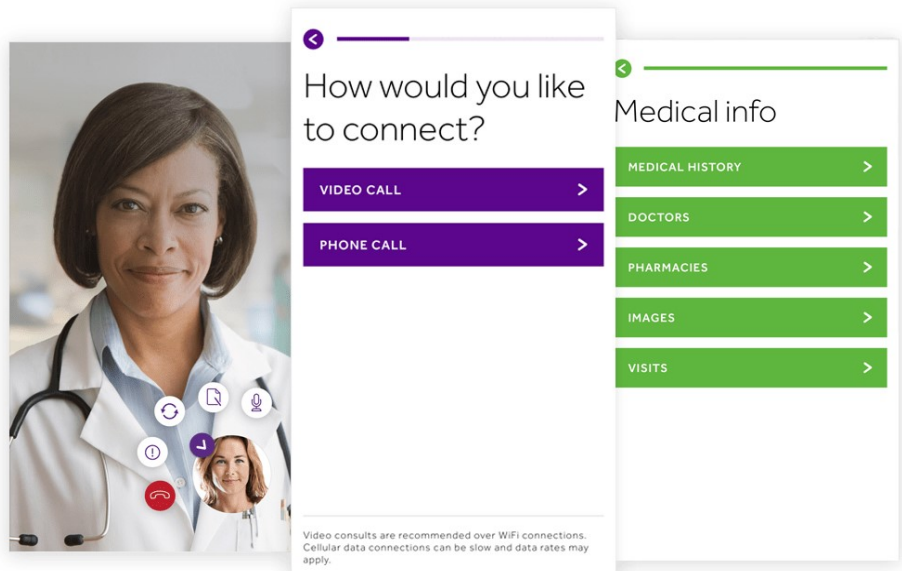 How would you like
to connect?
VIDEO CALL
PHONE CALL
Video consults are recommended over WiFi connections.
Cellular data connections can be slow and data rates may
apply.
Medical info
MEDICAL HISTORY
DOCTORS
PHARMACIES
IMAGES
VISITS